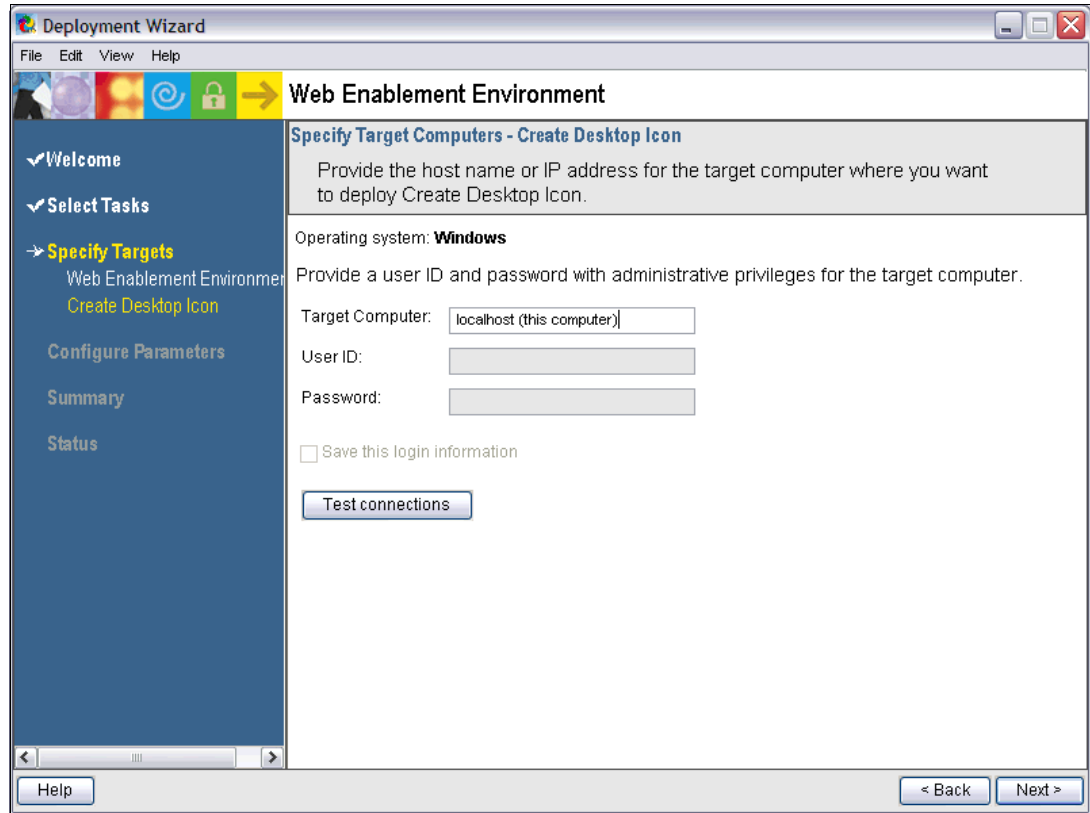 Deployment Wizard
File Edit View Help
Web Enablement Environment
✔Welcome
✔Select Tasks
Specify Targets
Web Enablement Environmen
Create Desktop Icon
Configure Parameters
Summary
Status
Specify Target Computers - Create Desktop Icon
Provide the host name or IP address for the target computer where you want
to deploy Create Desktop Icon.
Operating system: Windows
Provide a user ID and password with administrative privileges for the target computer.
Target Computer: localhost (this computer)
User ID:
Password:
Save this login information
Test connections
Help
< Back Next >